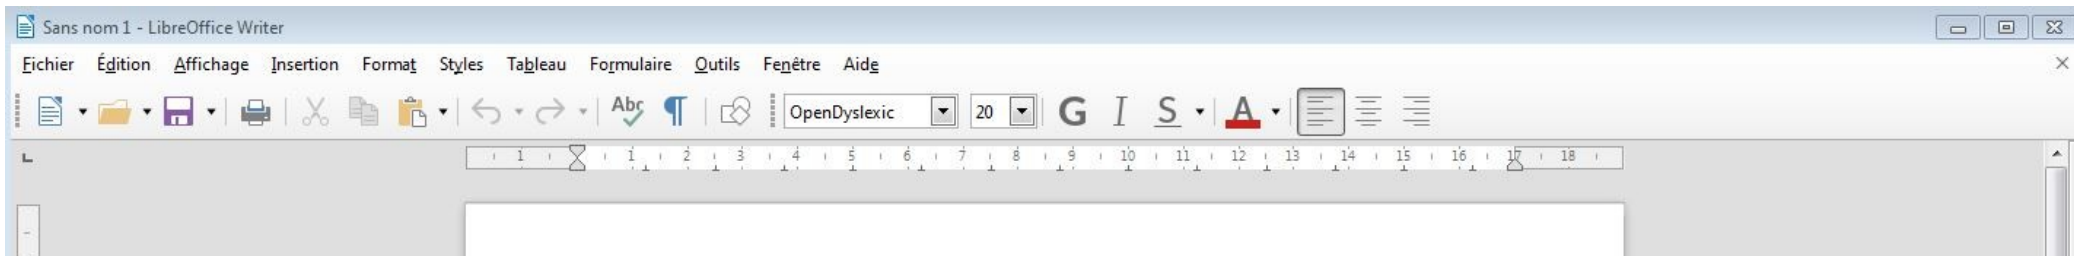 Sans nom 1 - LibreOffice Writer
Fichier Édition Affichage Insertion Format Styles Tableau Formulaire Outils Fenêtre Aide
Abc ¶ OpenDyslexic 20 G I S A
1 1 2 3 4 5 6 7 8 9 10 11 12 13 14 15 16 17 18